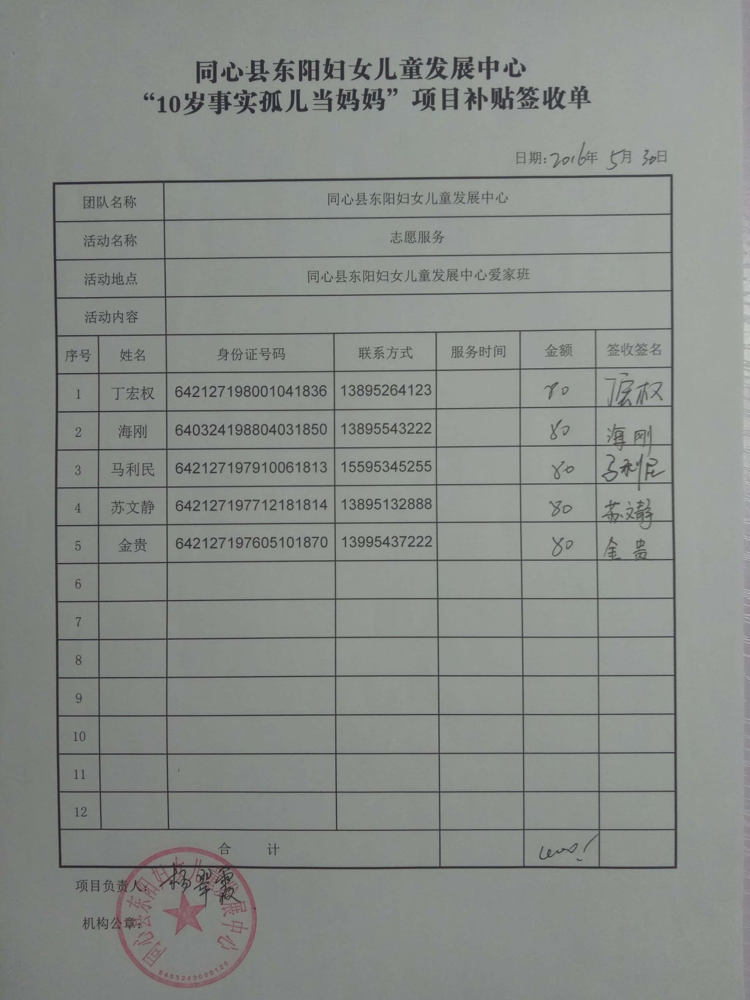 同心县东阳妇女儿童发展中心
“10岁事实孤儿当妈妈”项目补贴签收单
日期:2016年 5月 30日
团队名称 同心县东阳妇女儿童发展中心
活动名称 志愿服务
活动地点 同心县东阳妇女儿童发展中心爱家班
活动内容
序号 姓名 身份证号码 联系方式 服务时间 金额 签收签名
1 丁宏权 642127198001041836 13895264123 80 丁宏权
2 海刚 640324198804031850 13895543222 80 海刚
3 马利民 642127197910061813 15595345255 80 马利民
4 苏文静 642127197712181814 13895132888 80 苏文静
5 金贵 642127197605101870 13995437222 80 金贵
6
7
8
9
10
11
12
合 计
项目负责人: 杨翠霞
机构公章:
同心县东阳妇女儿童发展中心
6403240000129